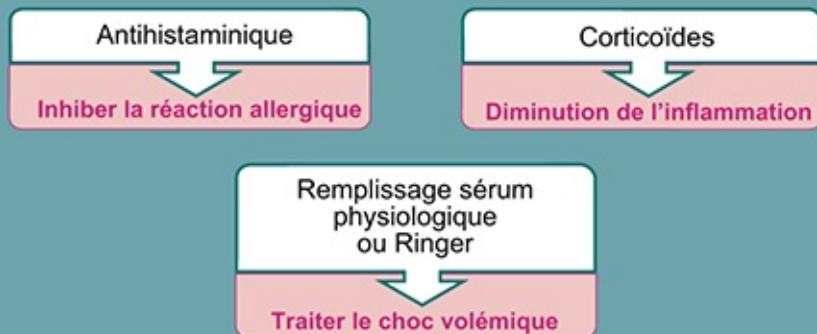 Antihistaminique
Inhiber la réaction allergique
Corticoïdes
Diminution de l'inflammation
Remplissage sérum
physiologique
ou Ringer
Traiter le choc volémique